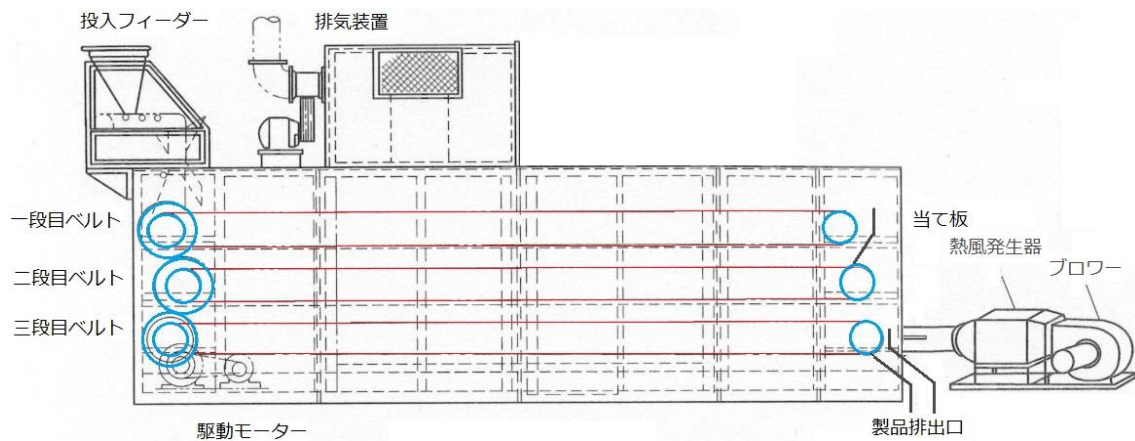 投入フィーダー
排気装置
一段目ベルト
当て板
熱風発生器
ブロワー
二段目ベルト
三段目ベルト
製品排出口
駆動モーター